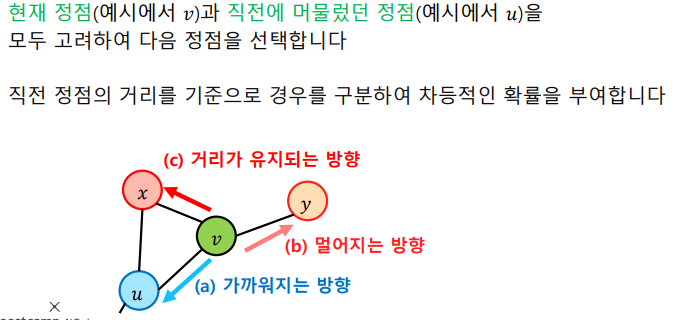 현재 정점(예시에서 v)과 직전에 머물렀던 정점(예시에서 u)을
모두 고려하여 다음 정점을 선택합니다
직전 정점의 거리를 기준으로 경우를 구분하여 차등적인 확률을 부여합니다
(c) 거리가 유지되는 방향
x
y
v
(b) 멀어지는 방향
(a) 가까워지는 방향
u